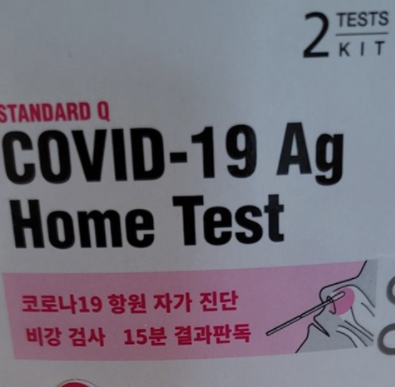 2 TESTS
KIT
STANDARD Q
COVID-19 Ag
Home Test
코로나19 항원 자가 진단
비강 검사 15분 결과판독